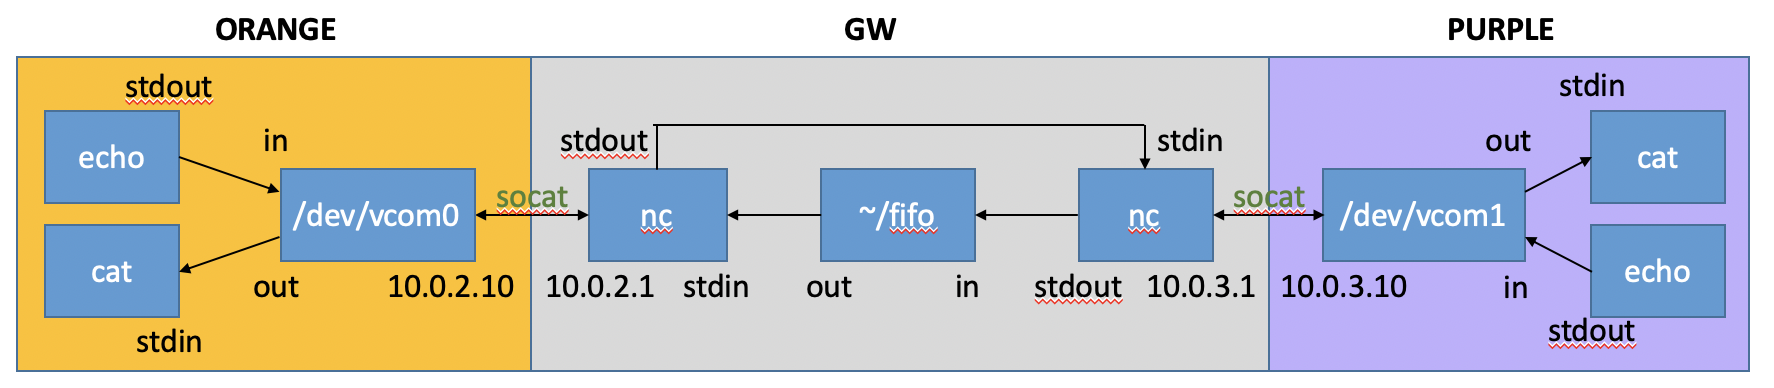 ORANGE
GW
PURPLE
stdout
stdin
echo
in
stdout
stdin
out
cat
/dev/vcom0
socat
nc
~/fifo
nc
socat
/dev/vcom1
cat
out
10.0.2.10
10.0.2.1
stdin
out
in
stdout
10.0.3.1
10.0.3.10
in
echo
stdin
stdout